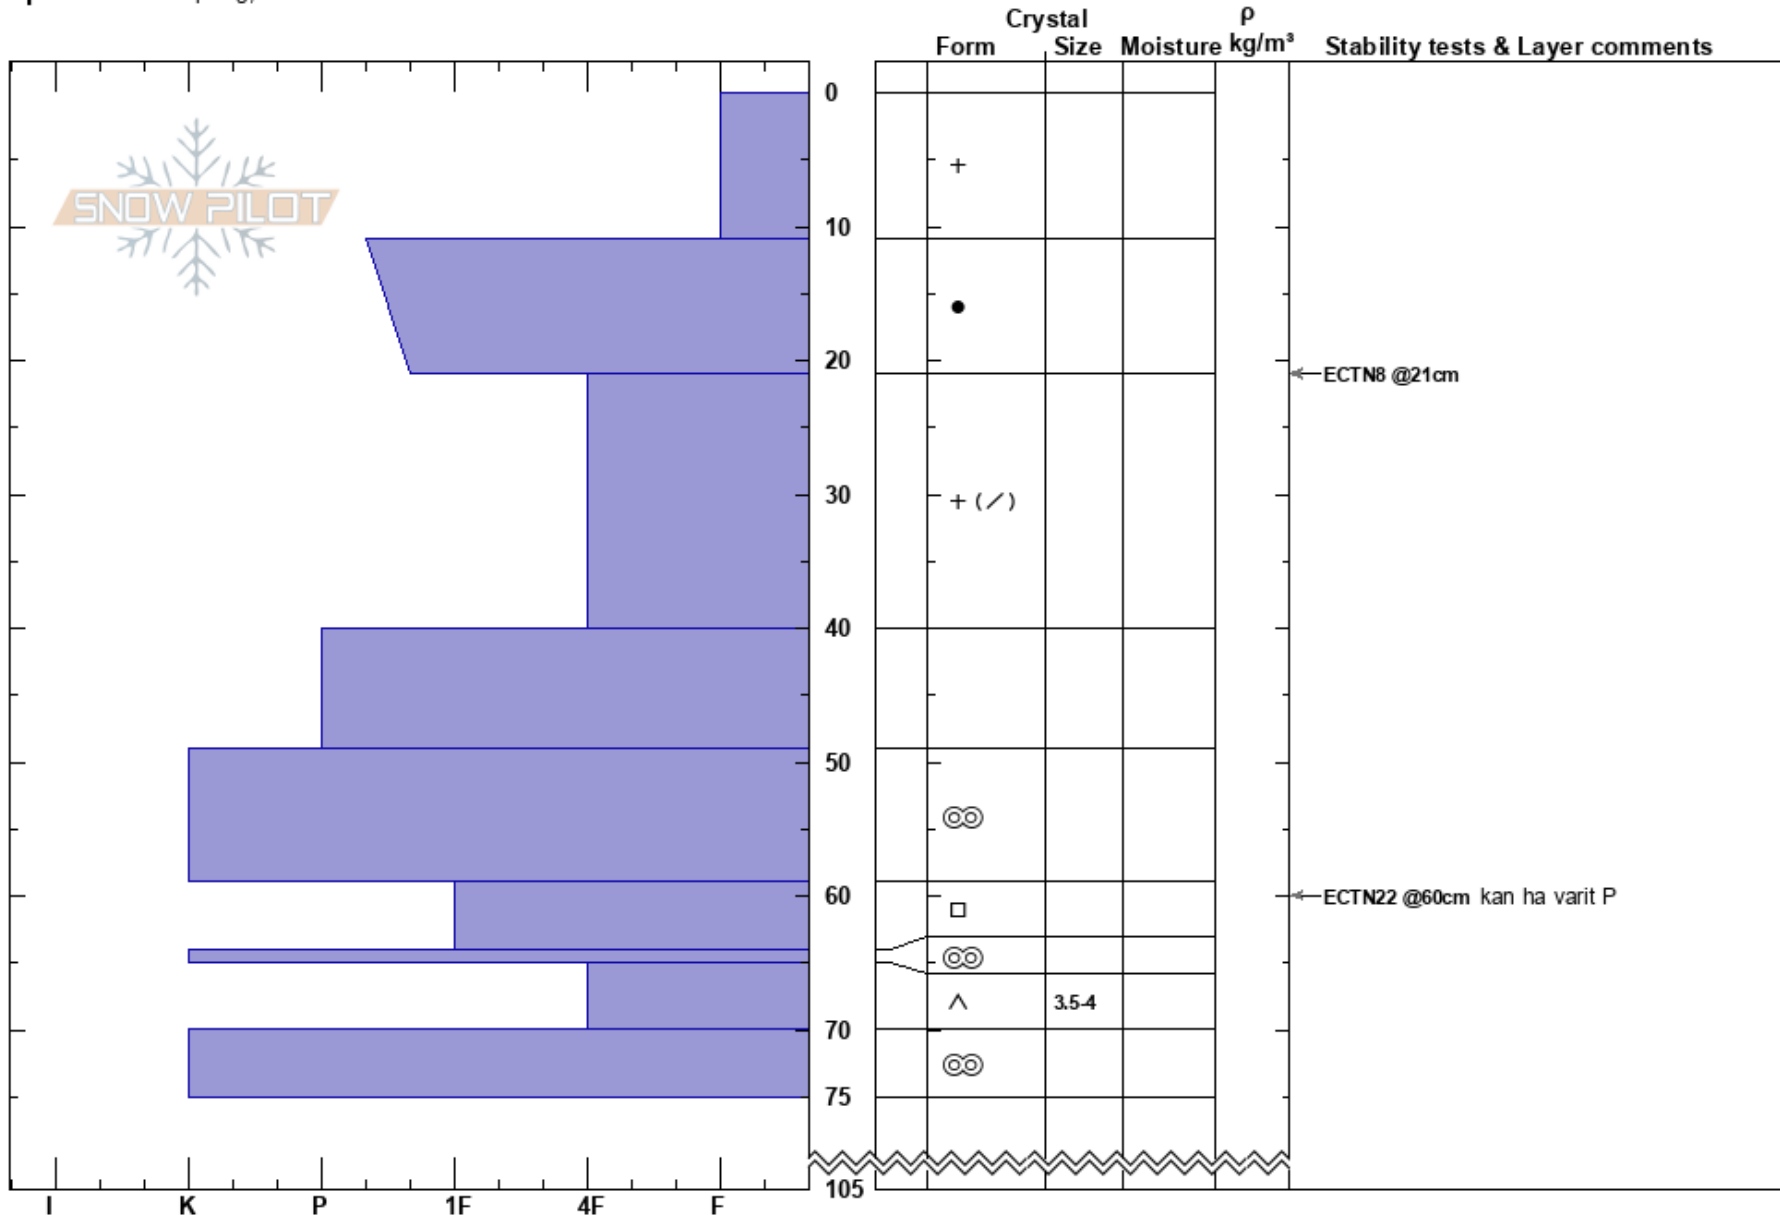 Crystal ρ
Form Size Moisture kg/m³ Stability tests & Layer comments
0
SNOW PILOT
10
20
ECTN8 @21cm
30
40
50
60
ECTN22 @60cm kan ha varit P
3.5-4
70
75
105
I K P 1F 4F F